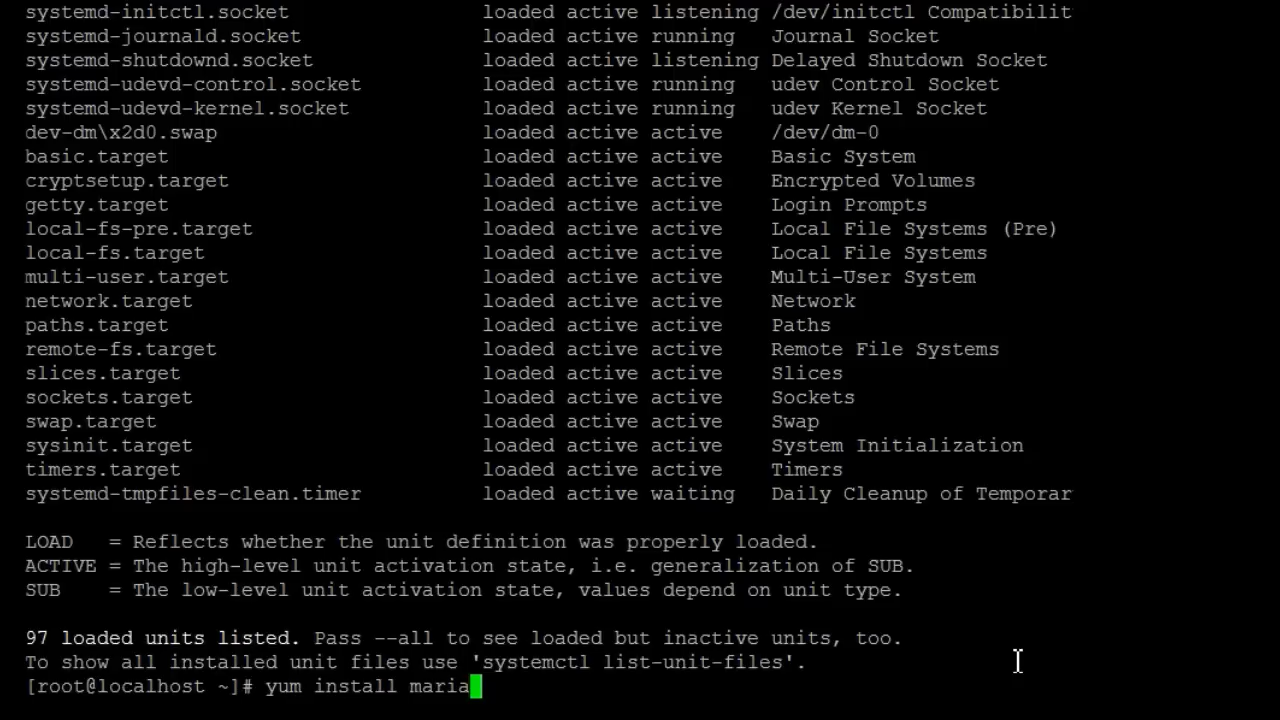 systemd-initctl.socket loaded active listening /dev/initctl Compatibilit
systemd-journald.socket loaded active running Journal Socket
systemd-shutdownd.socket loaded active listening Delayed Shutdown Socket
systemd-udevd-control.socket loaded active running udev Control Socket
systemd-udevd-kernel.socket loaded active running udev Kernel Socket
dev-dm\x2d0.swap loaded active active /dev/dm-0
basic.target loaded active active Basic System
cryptsetup.target loaded active active Encrypted Volumes
getty.target loaded active active Login Prompts
local-fs-pre.target loaded active active Local File Systems (Pre)
local-fs.target loaded active active Local File Systems
multi-user.target loaded active active Multi-User System
network.target loaded active active Network
paths.target loaded active active Paths
remote-fs.target loaded active active Remote File Systems
slices.target loaded active active Slices
sockets.target loaded active active Sockets
swap.target loaded active active Swap
sysinit.target loaded active active System Initialization
timers.target loaded active active Timers
systemd-tmpfiles-clean.timer loaded active waiting Daily Cleanup of Temporar
LOAD = Reflects whether the unit definition was properly loaded.
ACTIVE = The high-level unit activation state, i.e. generalization of SUB.
SUB = The low-level unit activation state, values depend on unit type.
97 loaded units listed. Pass --all to see loaded but inactive units, too.
To show all installed unit files use 'systemctl list-unit-files'.
[root@localhost ~]# yum install maria